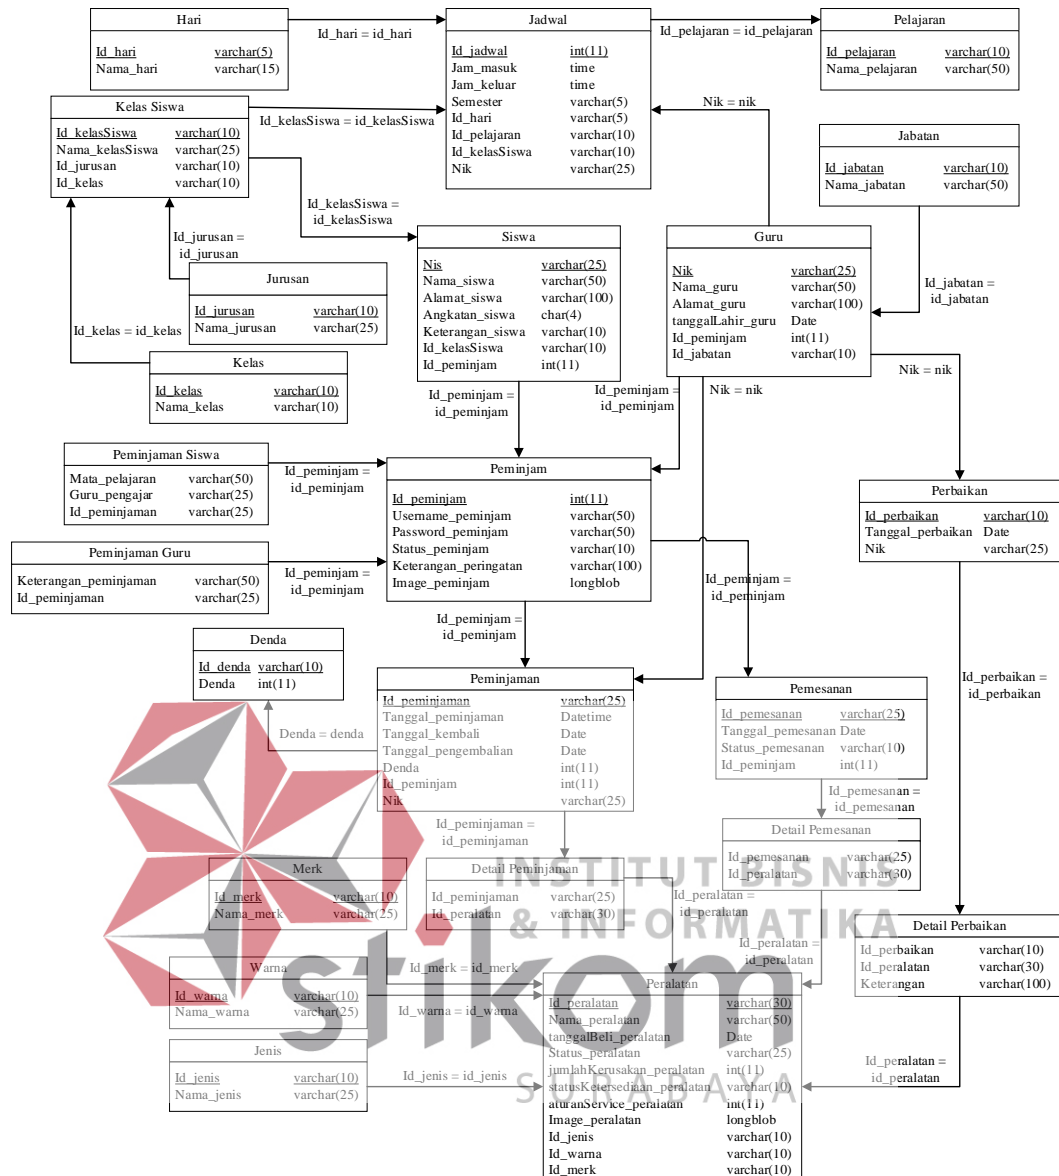 Hari
Id_hari varchar(5)
Nama_hari varchar(15)
Id_hari = id_hari
Jadwal
Id_jadwal int(11)
Jam_masuk time
Jam_keluar time
Semester varchar(5)
Id_hari varchar(5)
Id_pelajaran varchar(10)
Id_kelasSiswa varchar(10)
Nik varchar(25)
Id_pelajaran = id_pelajaran
Pelajaran
Id_pelajaran varchar(10)
Nama_pelajaran varchar(50)
Kelas Siswa
Id_kelasSiswa varchar(10)
Nama_kelasSiswa varchar(25)
Id_jurusan varchar(10)
Id_kelas varchar(10)
Id_kelasSiswa = id_kelasSiswa
Nik = nik
Jabatan
Id_jabatan varchar(10)
Nama_jabatan varchar(50)
Id_kelasSiswa =
id_kelasSiswa
Id_jurusan =
id_jurusan
Jurusan
Id_jurusan varchar(10)
Nama_jurusan varchar(25)
Id_kelas = id_kelas
Kelas
Id_kelas varchar(10)
Nama_kelas varchar(10)
Siswa
Nis varchar(25)
Nama_siswa varchar(50)
Alamat_siswa varchar(100)
Angkatan_siswa char(4)
Keterangan_siswa varchar(10)
Id_kelasSiswa varchar(10)
Id_peminjam int(11)
Guru
Nik varchar(25)
Nama_guru varchar(50)
Alamat_guru varchar(100)
tanggalLahir_guru Date
Id_peminjam int(11)
Id_jabatan varchar(10)
Id_jabatan =
id_jabatan
Id_peminjam =
id_peminjam
Id_peminjam =
id_peminjam
Nik = nik
Nik = nik
Peminjaman Siswa
Mata_pelajaran varchar(50)
Guru_pengajar varchar(25)
Id_peminjaman varchar(25)
Id_peminjam =
id_peminjam
Peminjam
Id_peminjam int(11)
Username_peminjam varchar(50)
Password_peminjam varchar(50)
Status_peminjam varchar(10)
Keterangan_peringatan varchar(100)
Image_peminjam longblob
Perbaikan
Id_perbaikan varchar(10)
Tanggal_perbaikan Date
Nik varchar(25)
Peminjaman Guru
Keterangan_peminjaman varchar(50)
Id_peminjaman varchar(25)
Id_peminjam =
id_peminjam
Id_peminjam =
id_peminjam
Id_peminjam =
id_peminjam
Denda
Id_denda varchar(10)
Denda int(11)
Denda = denda
Peminjaman
Id_peminjaman varchar(25)
Tanggal_peminjaman Datetime
Tanggal_kembali Date
Tanggal_pengembalian Date
Denda int(11)
Id_peminjam int(11)
Nik varchar(25)
Pemesanan
Id_pemesanan varchar(25)
Tanggal_pemesanan Date
Status_pemesanan varchar(10)
Id_peminjam int(11)
Id_perbaikan =
id_perbaikan
Id_pemesanan =
id_pemesanan
Id_peminjaman =
id_peminjaman
Detail Pemesanan
Id_pemesanan varchar(25)
Id_peralatan varchar(30)
Merk
Id_merk varchar(10)
Nama_merk varchar(25)
Detail Peminjaman
Id_peminjaman varchar(25)
Id_peralatan varchar(30)
Id_peralatan =
id_peralatan
INSTITUT BISNIS
& INFORMATIKA
stikom
SURABAYA
Detail Perbaikan
Id_perbaikan varchar(10)
Id_peralatan varchar(30)
Keterangan varchar(100)
Id_peralatan =
id_peralatan
Warna
Id_warna varchar(10)
Nama_warna varchar(25)
Id_merk = id_merk
Id_warna = id_warna
Peralatan
Id_peralatan varchar(30)
Nama_peralatan varchar(50)
tanggalBeli_peralatan Date
Status_peralatan varchar(25)
jumlahKerusakan_peralatan int(11)
statusKetersediaan_peralatan varchar(10)
aturanService_peralatan int(11)
Image_peralatan longblob
Id_jenis varchar(10)
Id_warna varchar(10)
Id_merk varchar(10)
Jenis
Id_jenis varchar(10)
Nama_jenis varchar(25)
Id_jenis = id_jenis
Id_peralatan =
id_peralatan